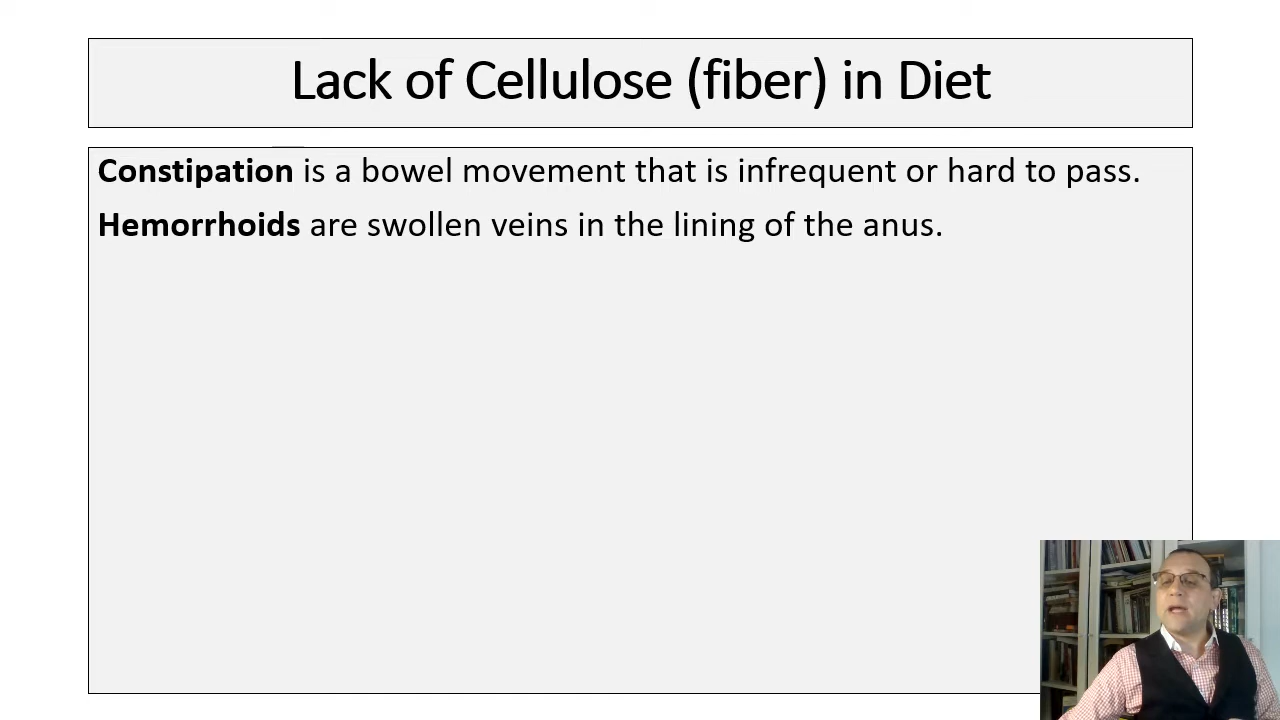 Lack of Cellulose (fiber) in Diet
Constipation is a bowel movement that is infrequent or hard to pass.
Hemorrhoids are swollen veins in the lining of the anus.